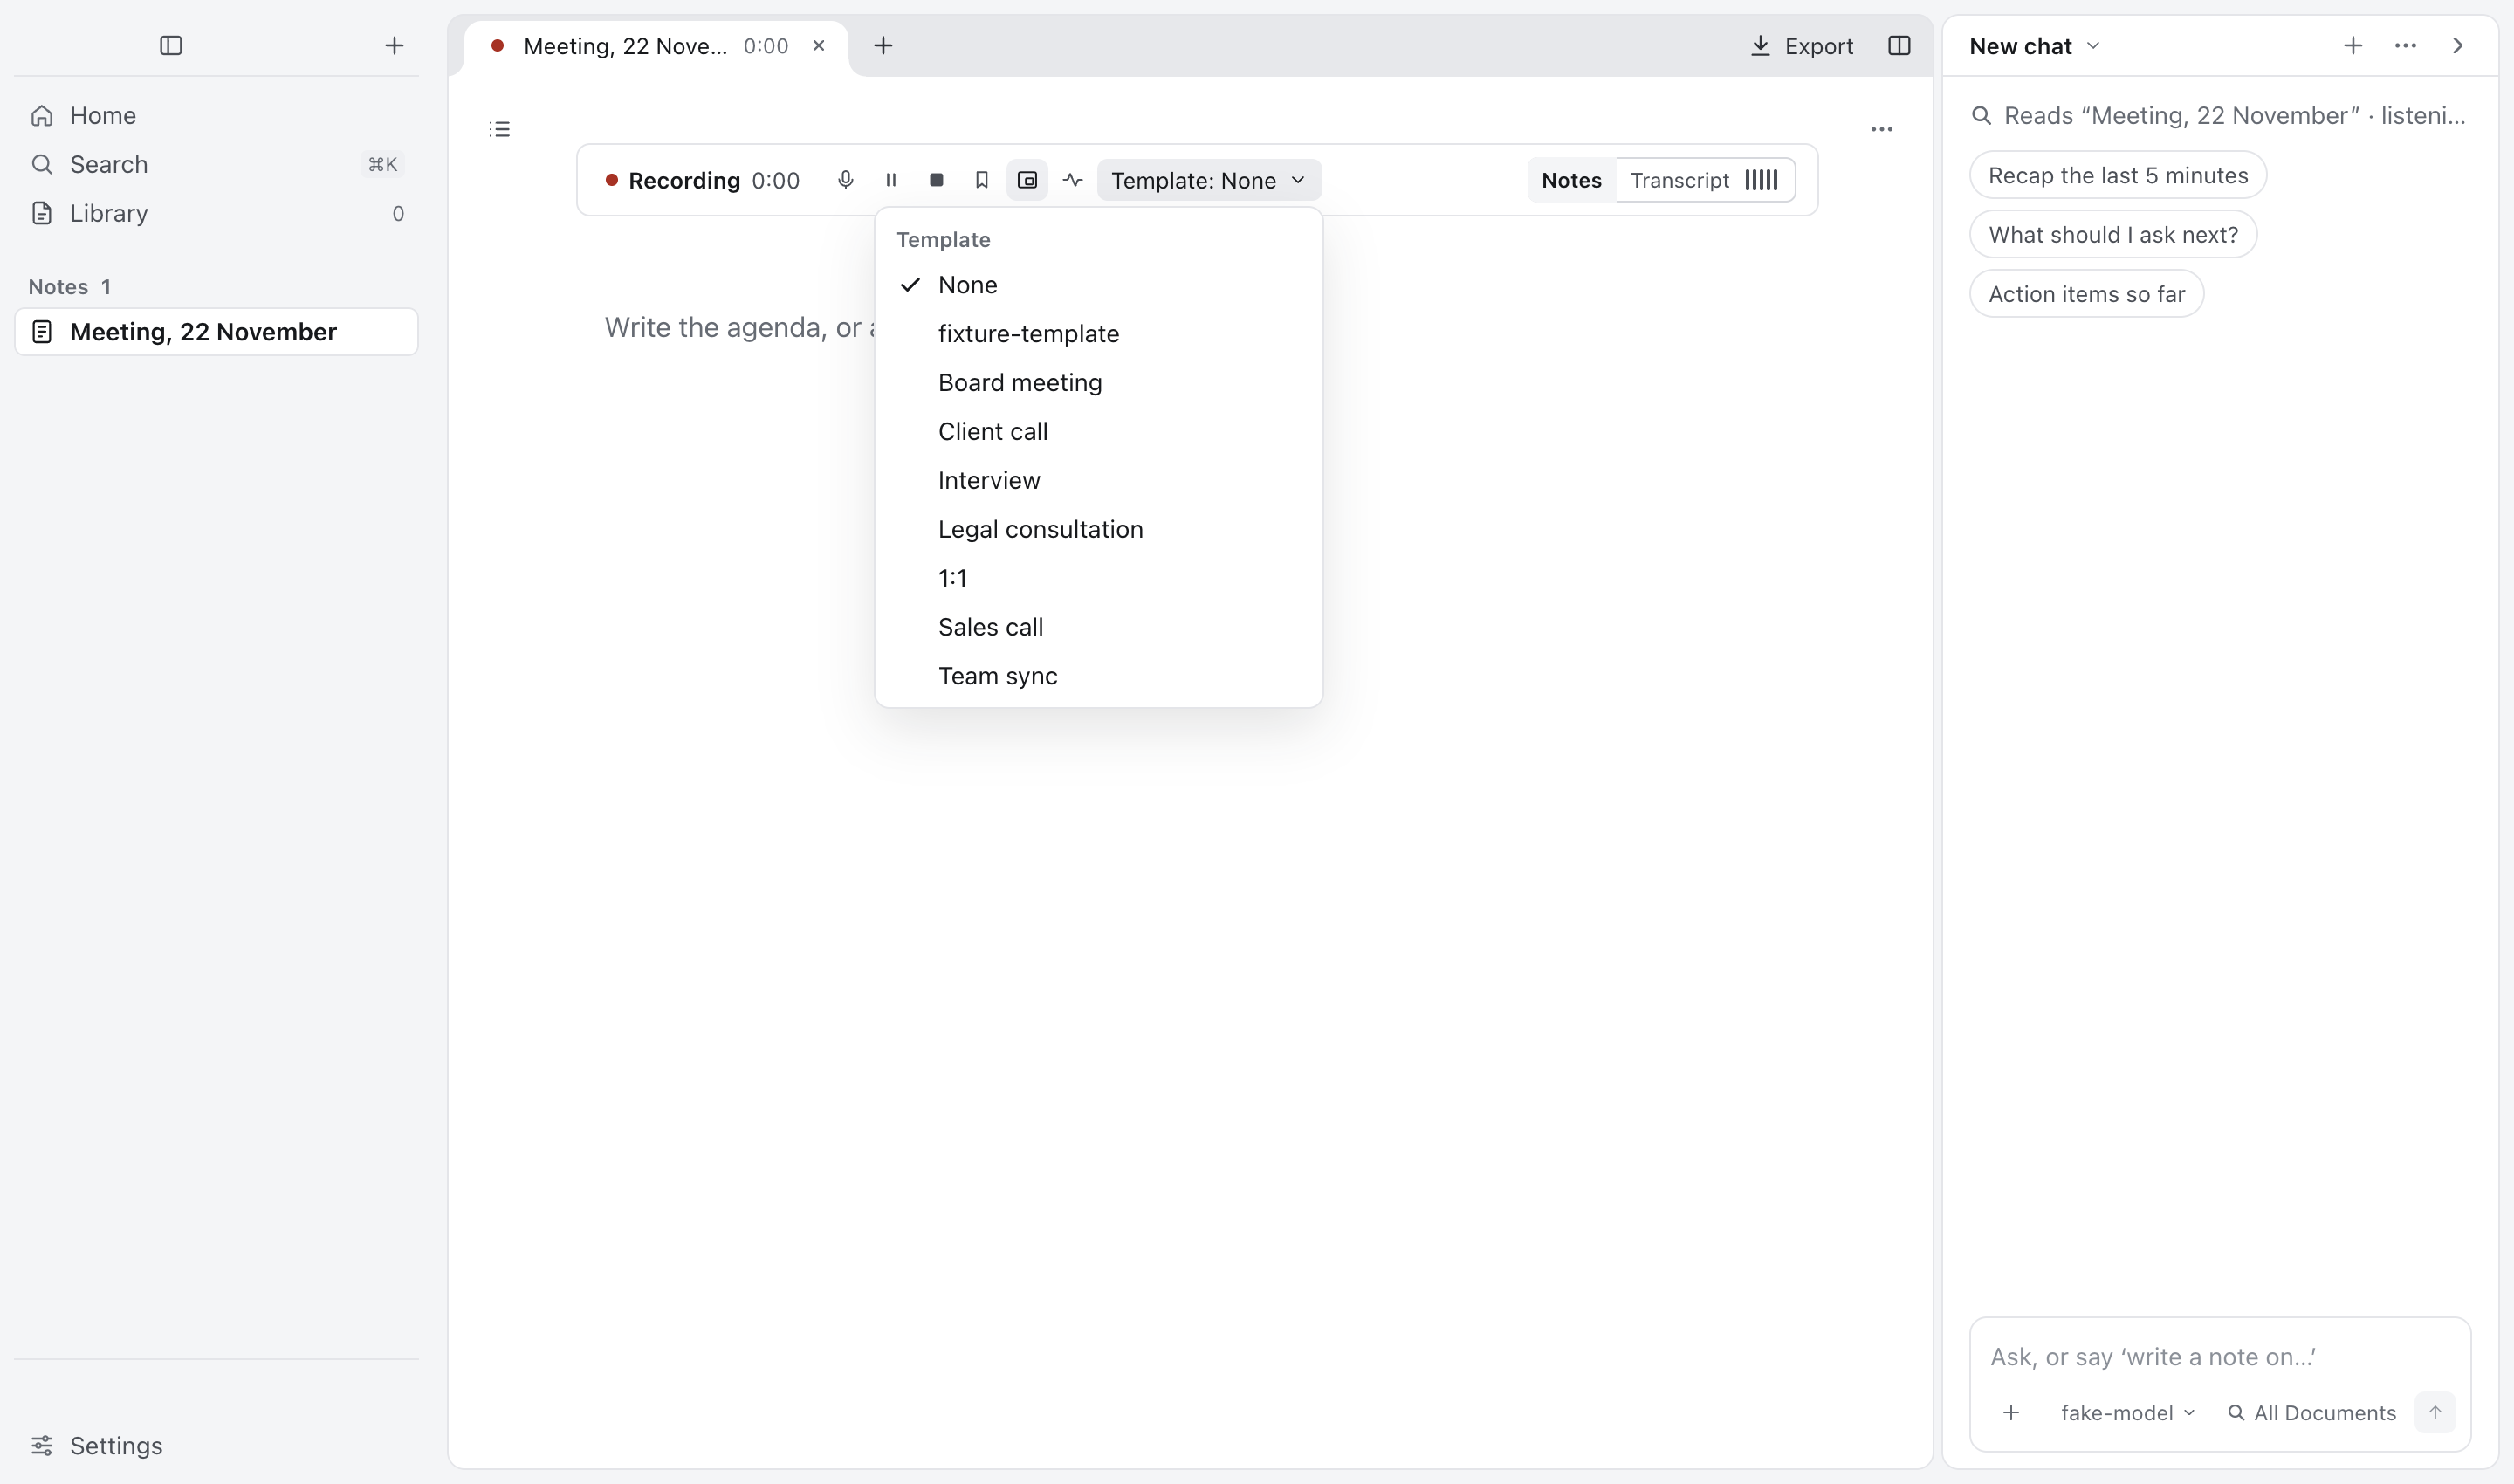 Meeting, 22 Nove... 0:00
Export
New chat
Home
Search ⌘K
Library 0
Notes 1
Meeting, 22 November
Settings
Recording 0:00
Template: None
Notes Transcript
Write the agenda, or
Template
None
fixture-template
Board meeting
Client call
Interview
Legal consultation
1:1
Sales call
Team sync
Reads “Meeting, 22 November” · listeni...
Recap the last 5 minutes
What should I ask next?
Action items so far
Ask, or say ‘write a note on...’
fake-model All Documents